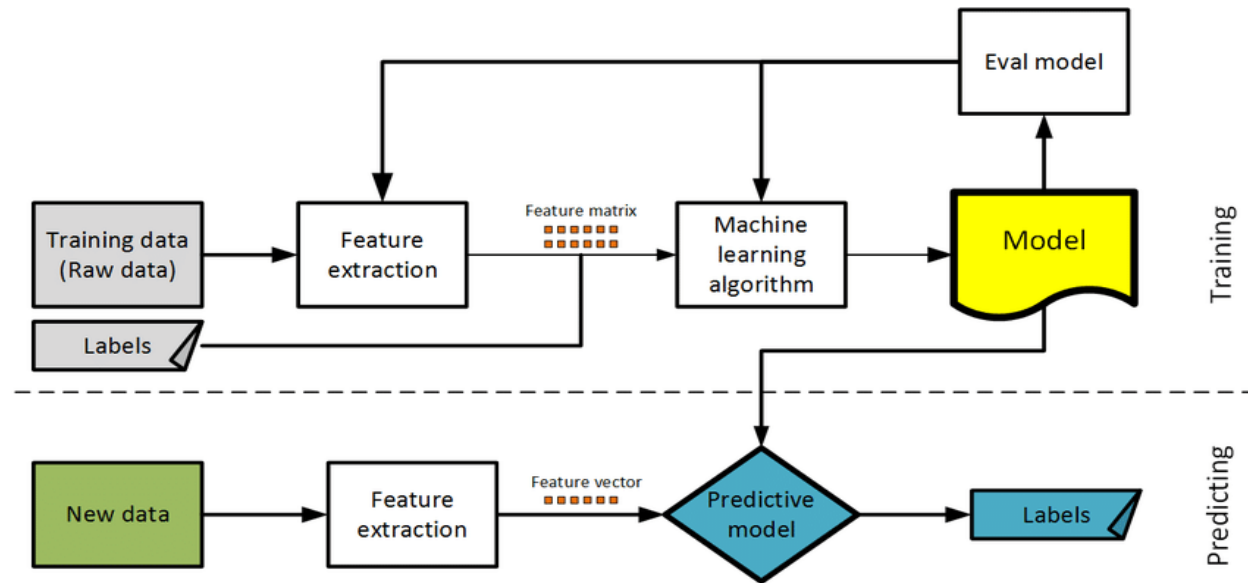 Eval model
Feature matrix
Training data
(Raw data)
Feature
extraction
Machine
learning
algorithm
Model
Training
Labels
New data
Feature
extraction
Feature vector
Predictive
model
Labels
Predicting